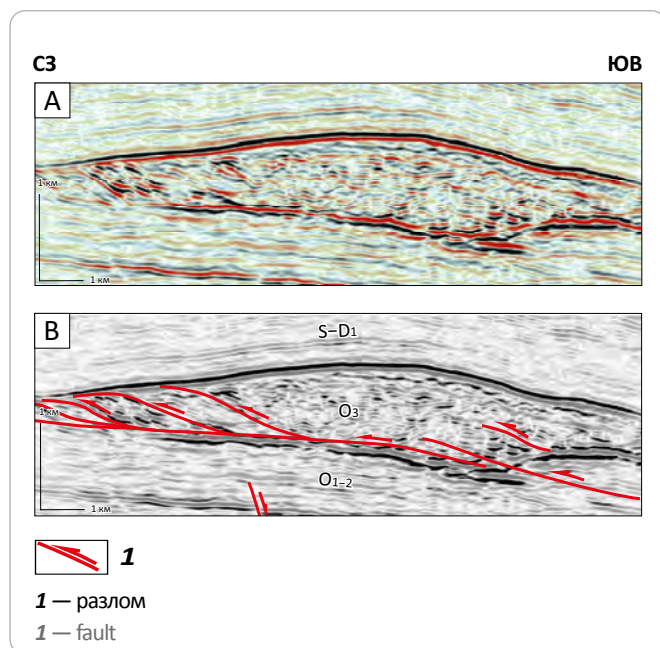 СЗ ЮВ
A
1 км
1 км
B
S–D1
O3
1 км
O1–2
1 км
1
1 — разлом
1 — fault